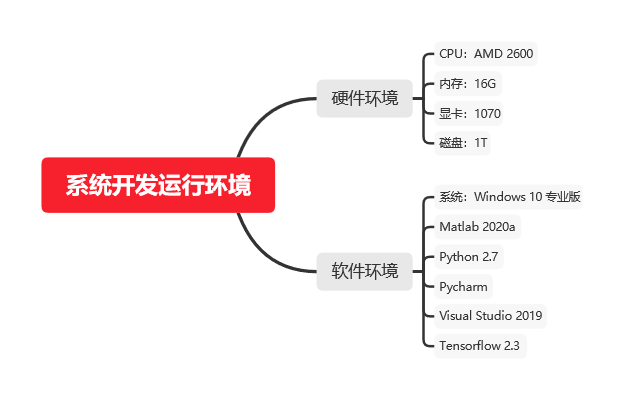 系统开发运行环境
硬件环境
CPU：AMD 2600
内存：16G
显卡：1070
磁盘：1T
软件环境
系统：Windows 10 专业版
Matlab 2020a
Python 2.7
Pycharm
Visual Studio 2019
Tensorflow 2.3